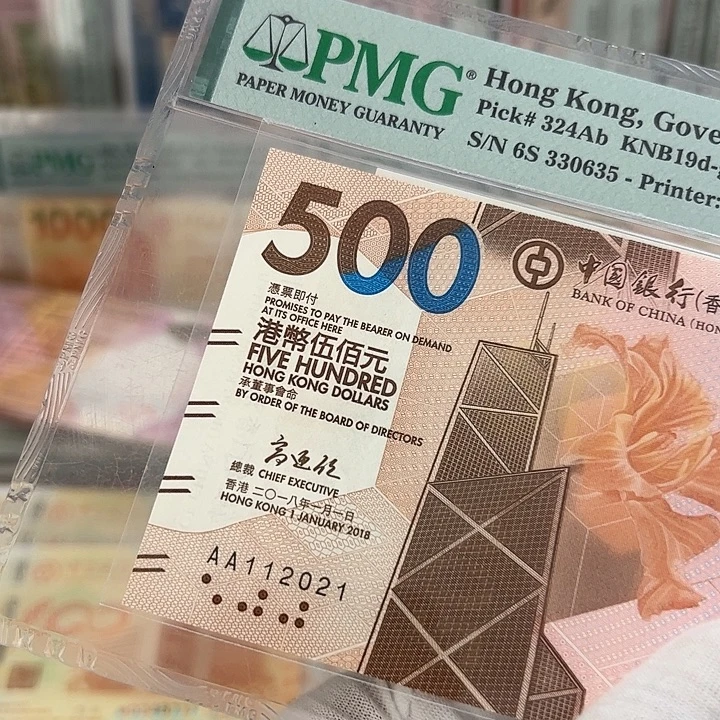 PMG®
PAPER MONEY GUARANTY
Hong Kong,
Pick# 324Ab KNB19d-
S/N 6S 330635 - Printer:
PMG
1000
500
中國銀行(香
BANK OF CHINA (HON
憑票即付
PROMISES TO PAY THE BEARER ON DEMAND
AT ITS OFFICE HERE
港幣伍佰元
FIVE HUNDRED
HONG KONG DOLLARS
承董事會命
BY ORDER OF THE BOARD OF DIRECTORS
總裁 CHIEF EXECUTIVE
香港 二〇一八年一月一日
HONG KONG 1 JANUARY 2018
AA112021